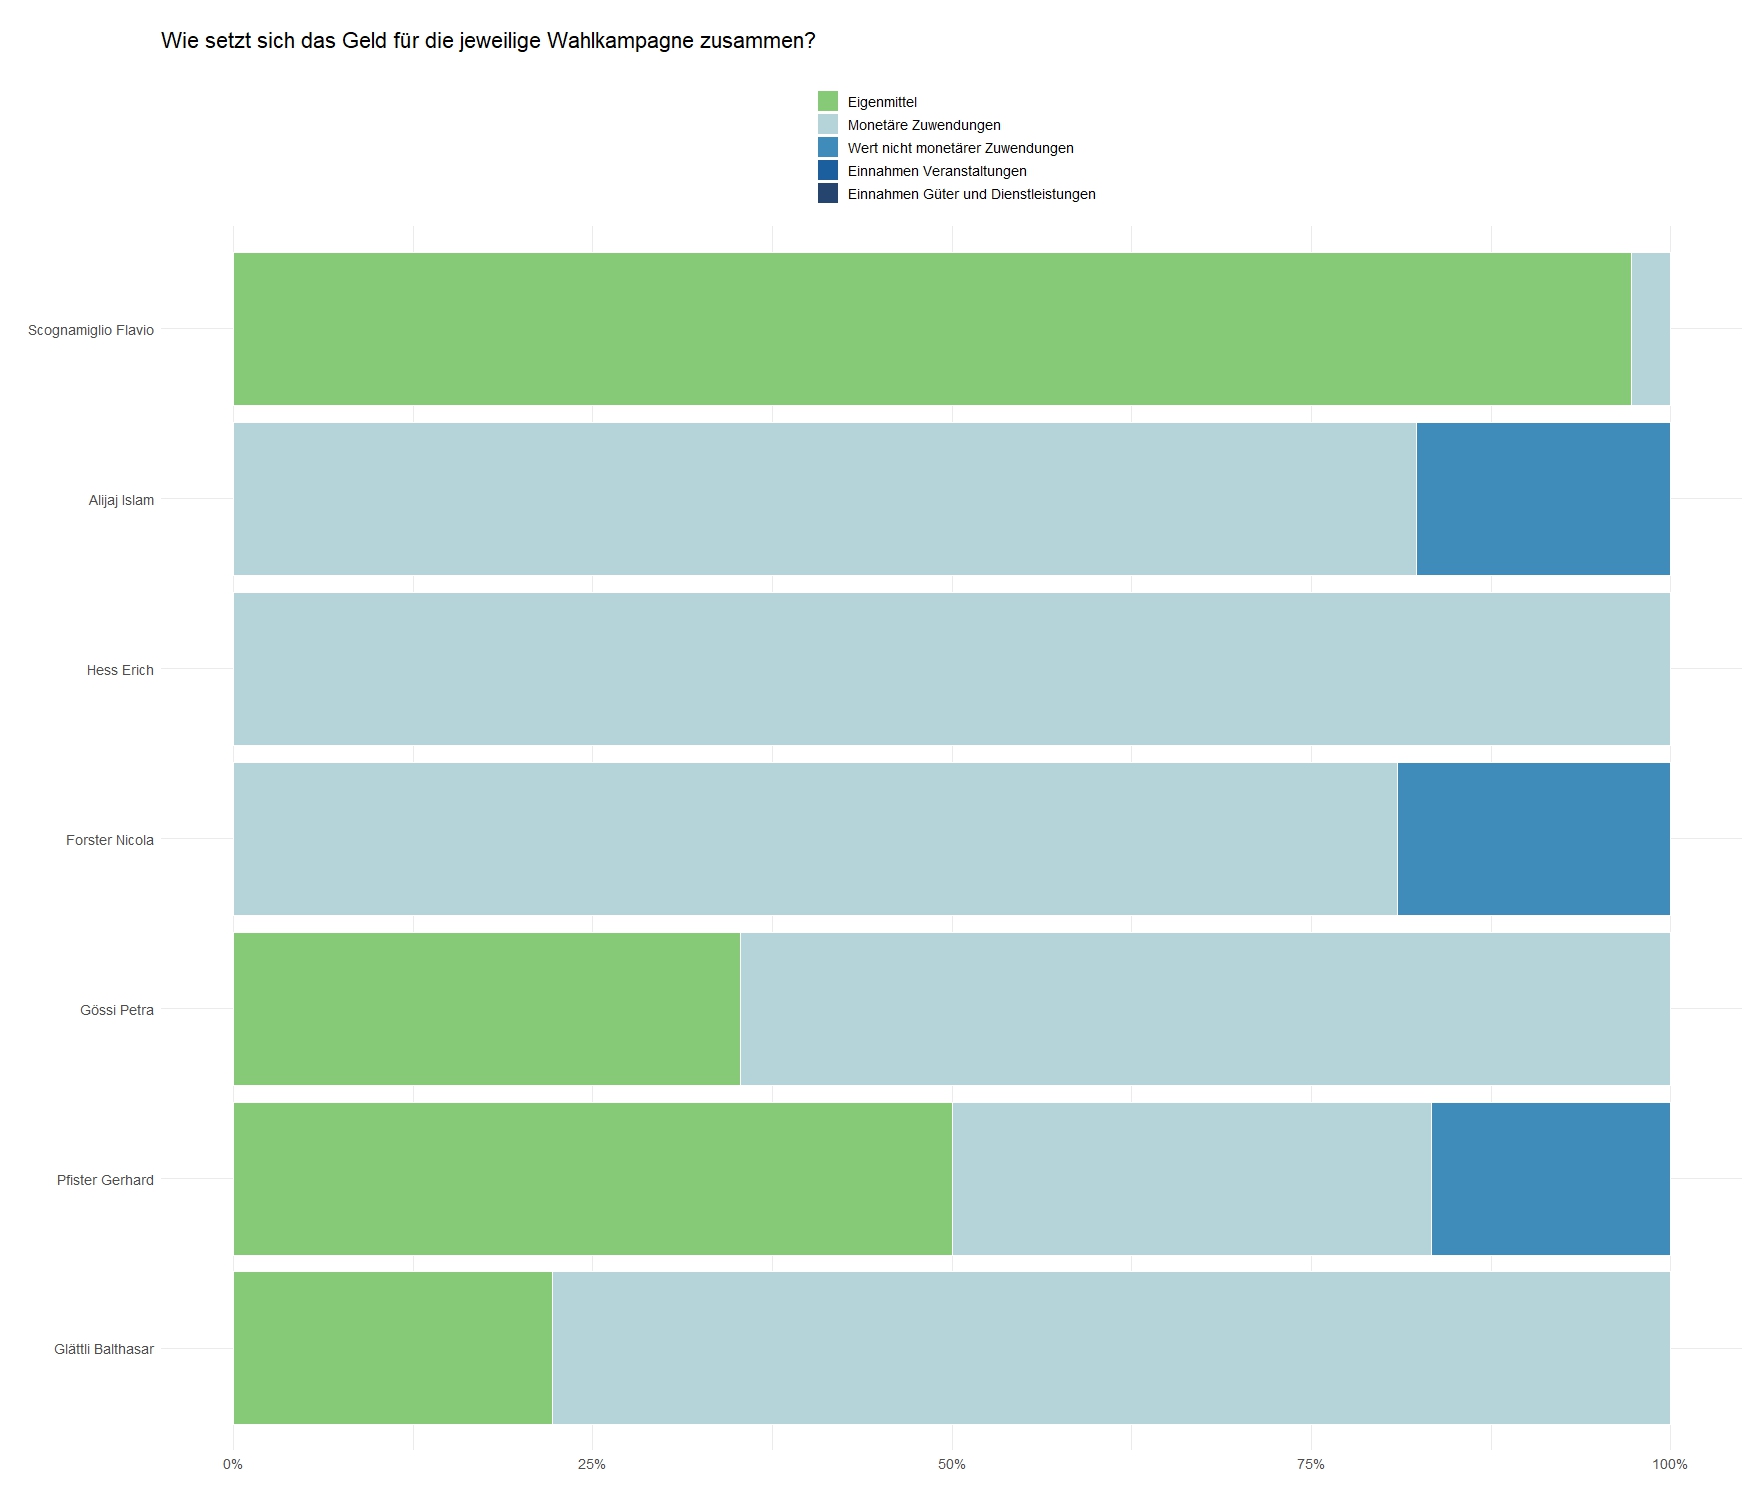 Wie setzt sich das Geld für die jeweilige Wahlkampagne zusammen?
Eigenmittel
Monetäre Zuwendungen
Wert nicht monetärer Zuwendungen
Einnahmen Veranstaltungen
Einnahmen Güter und Dienstleistungen
Scognamiglio Flavio
Alijaj Islam
Hess Erich
Forster Nicola
Gössi Petra
Pfister Gerhard
Glättli Balthasar
0% 25% 50% 75% 100%